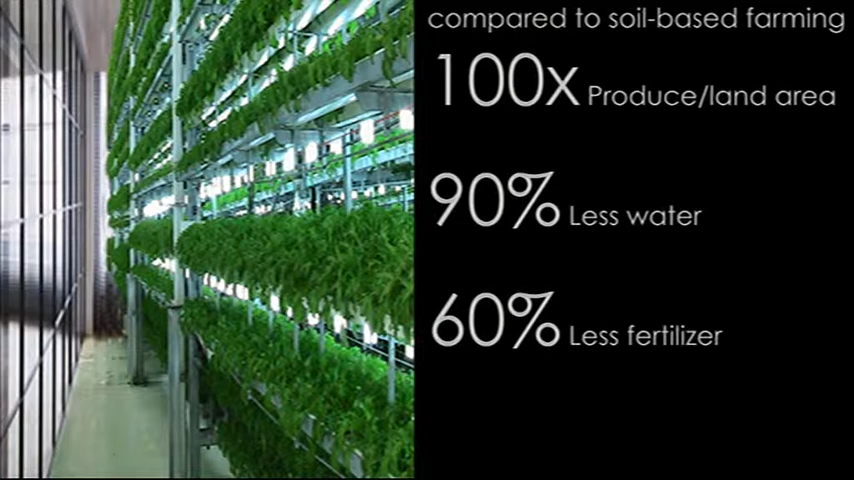 compared to soil-based farming
100x Produce/land area
90% Less water
60% Less fertilizer